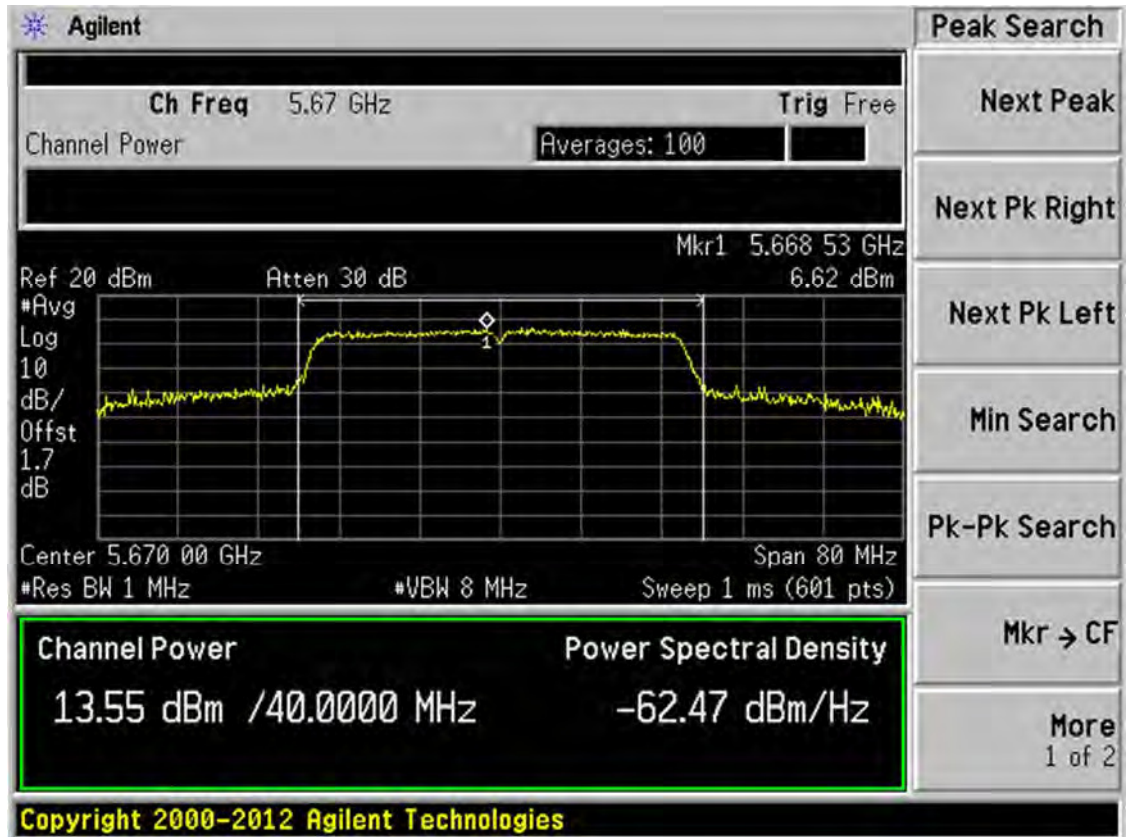 Agilent
Peak Search
Ch Freq 5.67 GHz Trig Free
Channel Power Averages: 100
Mkr1 5.668 53 GHz
Ref 20 dBm Atten 30 dB 6.62 dBm
#Avg
Log
10
dB/
Offst
1.7
dB
1
Center 5.670 00 GHz Span 80 MHz
#Res BW 1 MHz #VBW 8 MHz Sweep 1 ms (601 pts)
Channel Power Power Spectral Density
13.55 dBm /40.0000 MHz -62.47 dBm/Hz
Next Peak
Next Pk Right
Next Pk Left
Min Search
Pk-Pk Search
Mkr → CF
More
1 of 2
Copyright 2000-2012 Agilent Technologies